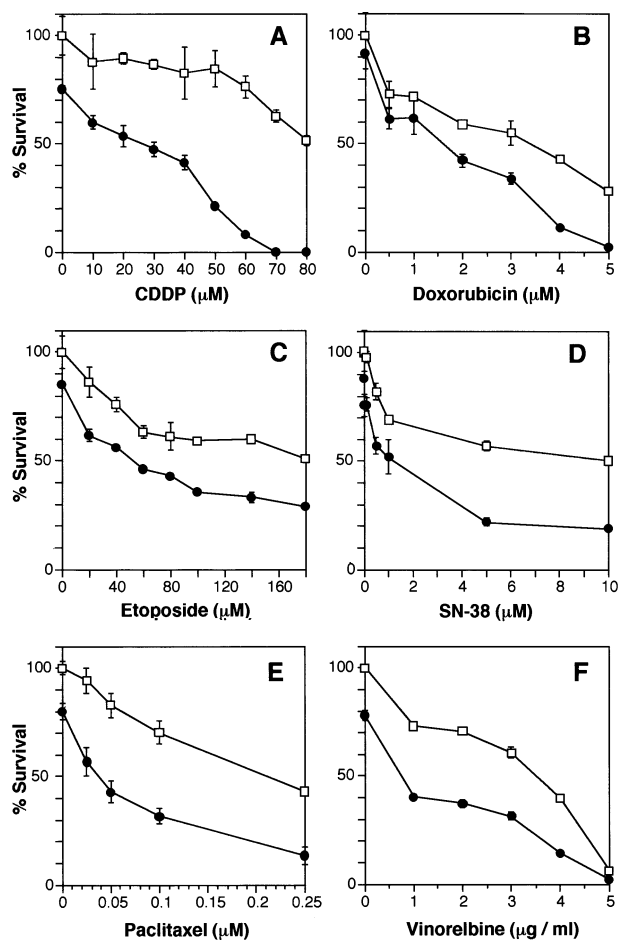 A
B
100
50
0
% Survival
0 10 20 30 40 50 60 70 80
CDDP (μM)
100
50
0
0 1 2 3 4 5
Doxorubicin (μM)
C
D
100
50
0
% Survival
0 40 80 120 160
Etoposide (μM)
100
50
0
0 2 4 6 8 10
SN-38 (μM)
E
F
100
50
0
% Survival
0 0.05 0.1 0.15 0.2 0.25
Paclitaxel (μM)
100
50
0
0 1 2 3 4 5
Vinorelbine (μg / ml)